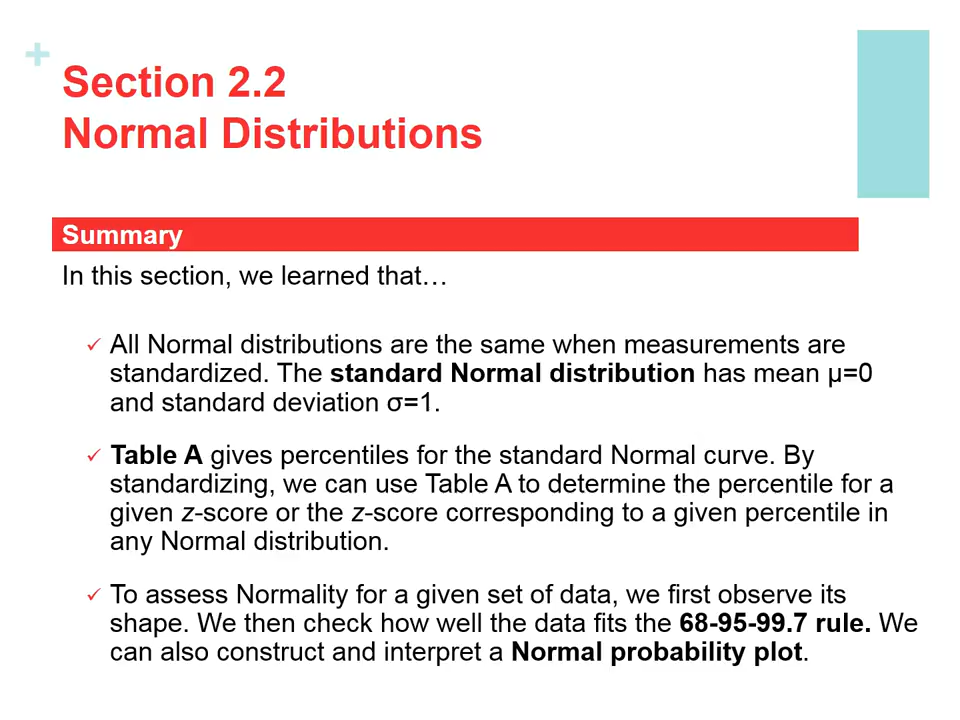 +
Section 2.2
Normal Distributions
Summary
In this section, we learned that…
✓ All Normal distributions are the same when measurements are
standardized. The standard Normal distribution has mean µ=0
and standard deviation σ=1.
✓ Table A gives percentiles for the standard Normal curve. By
standardizing, we can use Table A to determine the percentile for a
given z-score or the z-score corresponding to a given percentile in
any Normal distribution.
✓ To assess Normality for a given set of data, we first observe its
shape. We then check how well the data fits the 68-95-99.7 rule. We
can also construct and interpret a Normal probability plot.